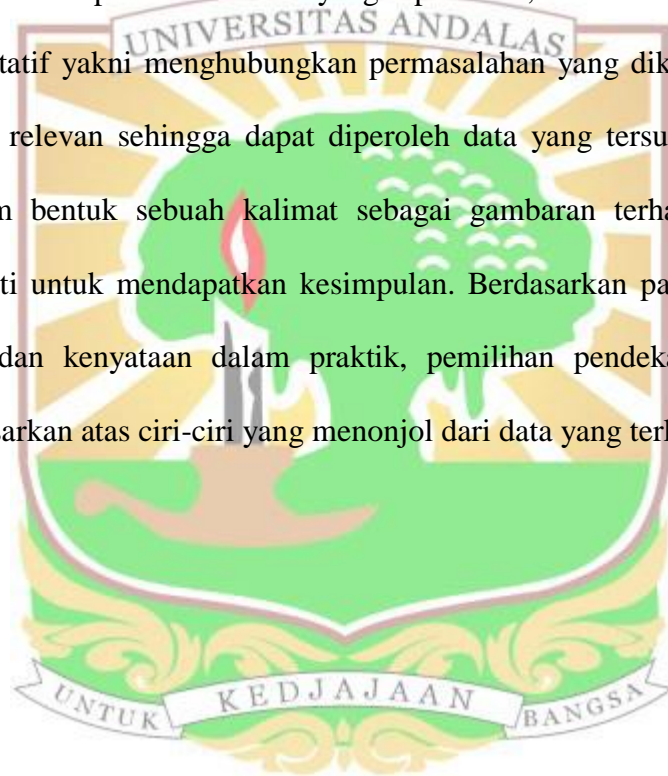 UNIVERSITAS ANDALAS
tatif yakni menghubungkan permasalahan yang dik
relevan sehingga dapat diperoleh data yang tersu
bentuk sebuah kalimat sebagai gambaran terha
ti untuk mendapatkan kesimpulan. Berdasarkan pa
dan kenyataan dalam praktik, pemilihan pendeka
sarkan atas ciri-ciri yang menonjol dari data yang terl
UNTUK KEDJAJAAN BANGSA